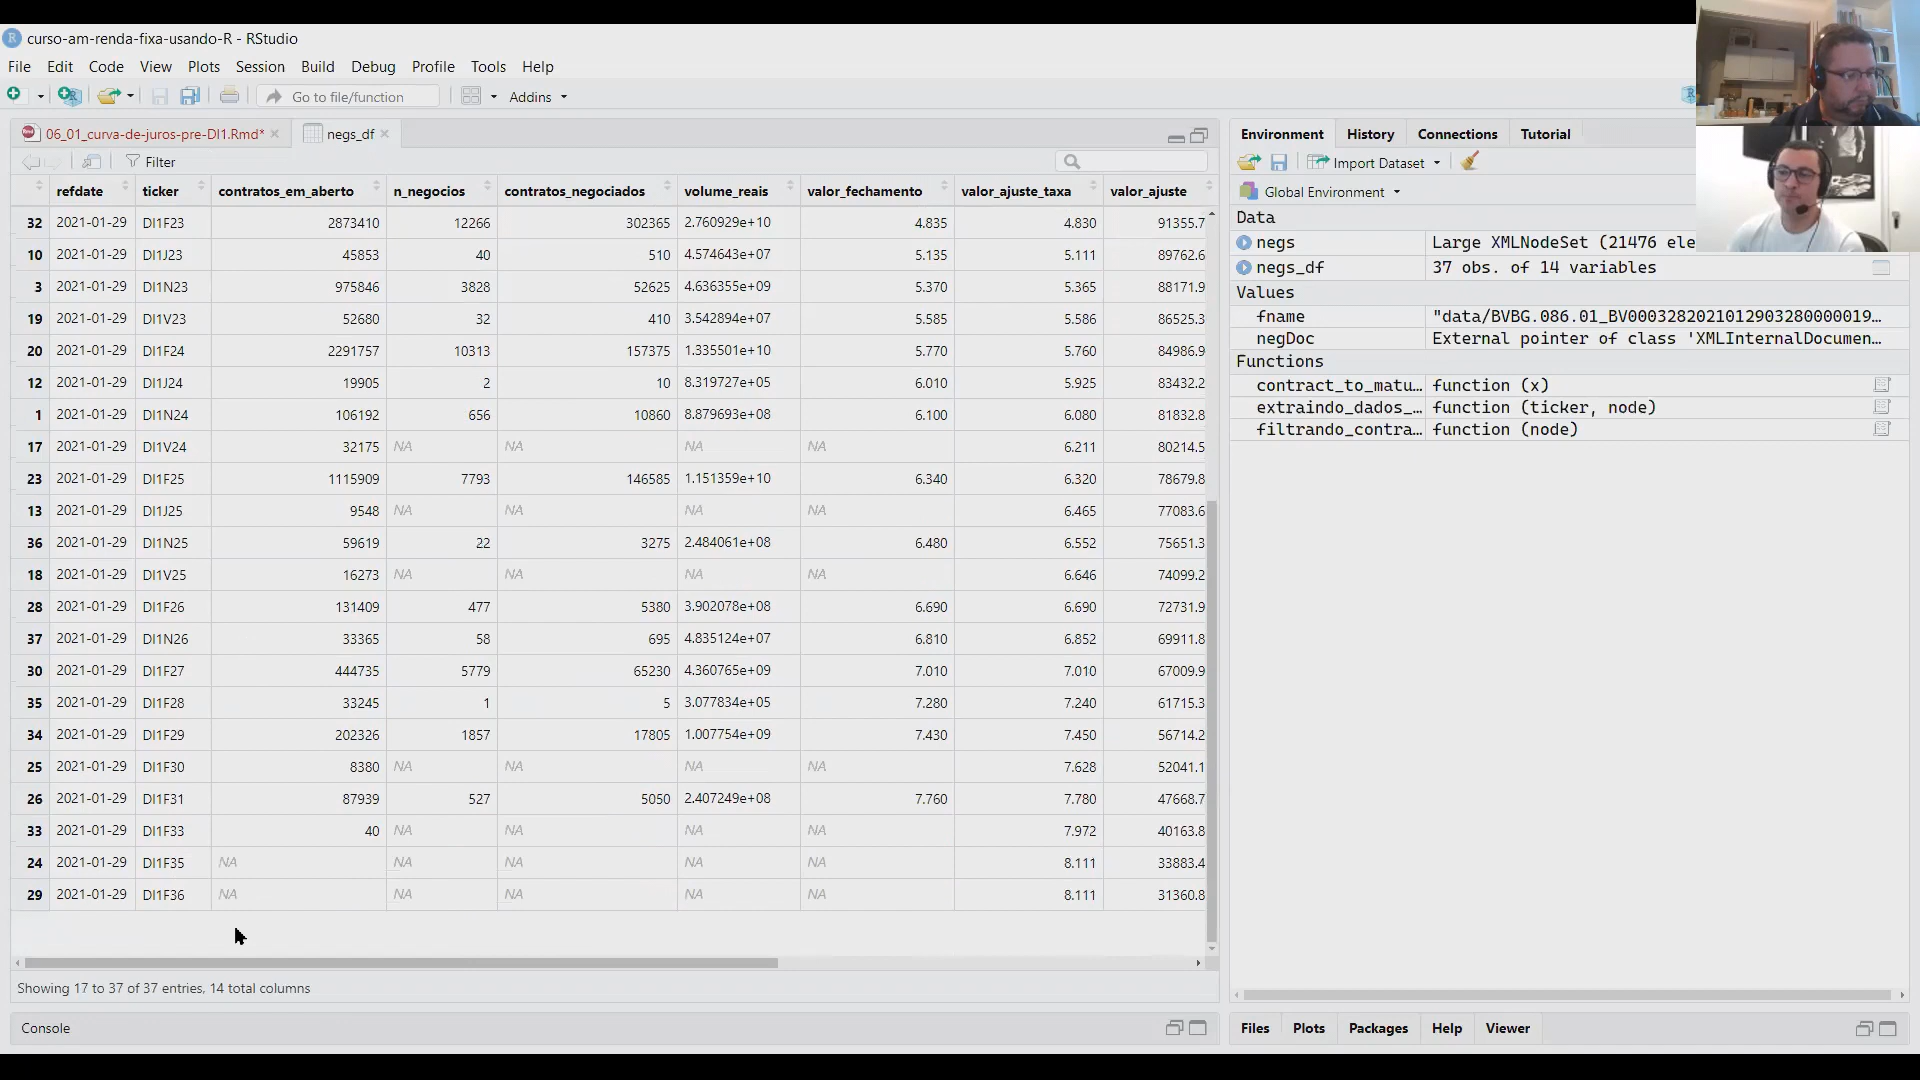 curso-am-renda-fixa-usando-R - RStudio
File Edit Code View Plots Session Build Debug Profile Tools Help
Go to file/function Addins
06_01_curva-de-juros-pre-DI1.Rmd* negs_df
Filter
refdate ticker contratos_em_aberto n_negocios contratos_negociados volume_reais valor_fechamento valor_ajuste_taxa valor_ajuste
32 2021-01-29 DI1F23 2873410 12266 302365 2.760929e+10 4.835 4.830 91355.7
10 2021-01-29 DI1J23 45853 40 510 4.574643e+07 5.135 5.111 89762.6
3 2021-01-29 DI1N23 975846 3828 52625 4.636355e+09 5.370 5.365 88171.9
19 2021-01-29 DI1V23 52680 32 410 3.542894e+07 5.585 5.586 86525.3
20 2021-01-29 DI1F24 2291757 10313 157375 1.335501e+10 5.770 5.760 84986.9
12 2021-01-29 DI1J24 19905 2 10 8.319727e+05 6.010 5.925 83432.2
1 2021-01-29 DI1N24 106192 656 10860 8.879693e+08 6.100 6.080 81832.8
17 2021-01-29 DI1V24 32175 NA NA NA NA 6.211 80214.5
23 2021-01-29 DI1F25 1115909 7793 146585 1.151359e+10 6.340 6.320 78679.8
13 2021-01-29 DI1J25 9548 NA NA NA NA 6.465 77083.6
36 2021-01-29 DI1N25 59619 22 3275 2.484061e+08 6.480 6.552 75651.3
18 2021-01-29 DI1V25 16273 NA NA NA NA 6.646 74099.2
28 2021-01-29 DI1F26 131409 477 5380 3.902078e+08 6.690 6.690 72731.9
37 2021-01-29 DI1N26 33365 58 695 4.835124e+07 6.810 6.852 69911.8
30 2021-01-29 DI1F27 444735 5779 65230 4.360765e+09 7.010 7.010 67009.9
35 2021-01-29 DI1F28 33245 1 5 3.077834e+05 7.280 7.240 61715.3
34 2021-01-29 DI1F29 202326 1857 17805 1.007754e+09 7.430 7.450 56714.2
25 2021-01-29 DI1F30 8380 NA NA NA NA 7.628 52041.1
26 2021-01-29 DI1F31 87939 527 5050 2.407249e+08 7.760 7.780 47668.7
33 2021-01-29 DI1F33 40 NA NA NA NA 7.972 40163.8
24 2021-01-29 DI1F35 NA NA NA NA NA 8.111 33883.4
29 2021-01-29 DI1F36 NA NA NA NA NA 8.111 31360.8
Showing 17 to 37 of 37 entries, 14 total columns
Console
Environment History Connections Tutorial
Import Dataset
Global Environment
Data
negs Large XMLNodeSet (21476 ele
negs_df 37 obs. of 14 variables
Values
fname "data/BVBG.086.01_BV0003282021012903280000019…
negDoc External pointer of class 'XMLInternalDocumen…
Functions
contract_to_matu… function (x)
extraindo_dados_… function (ticker, node)
filtrando_contra… function (node)
Files Plots Packages Help Viewer